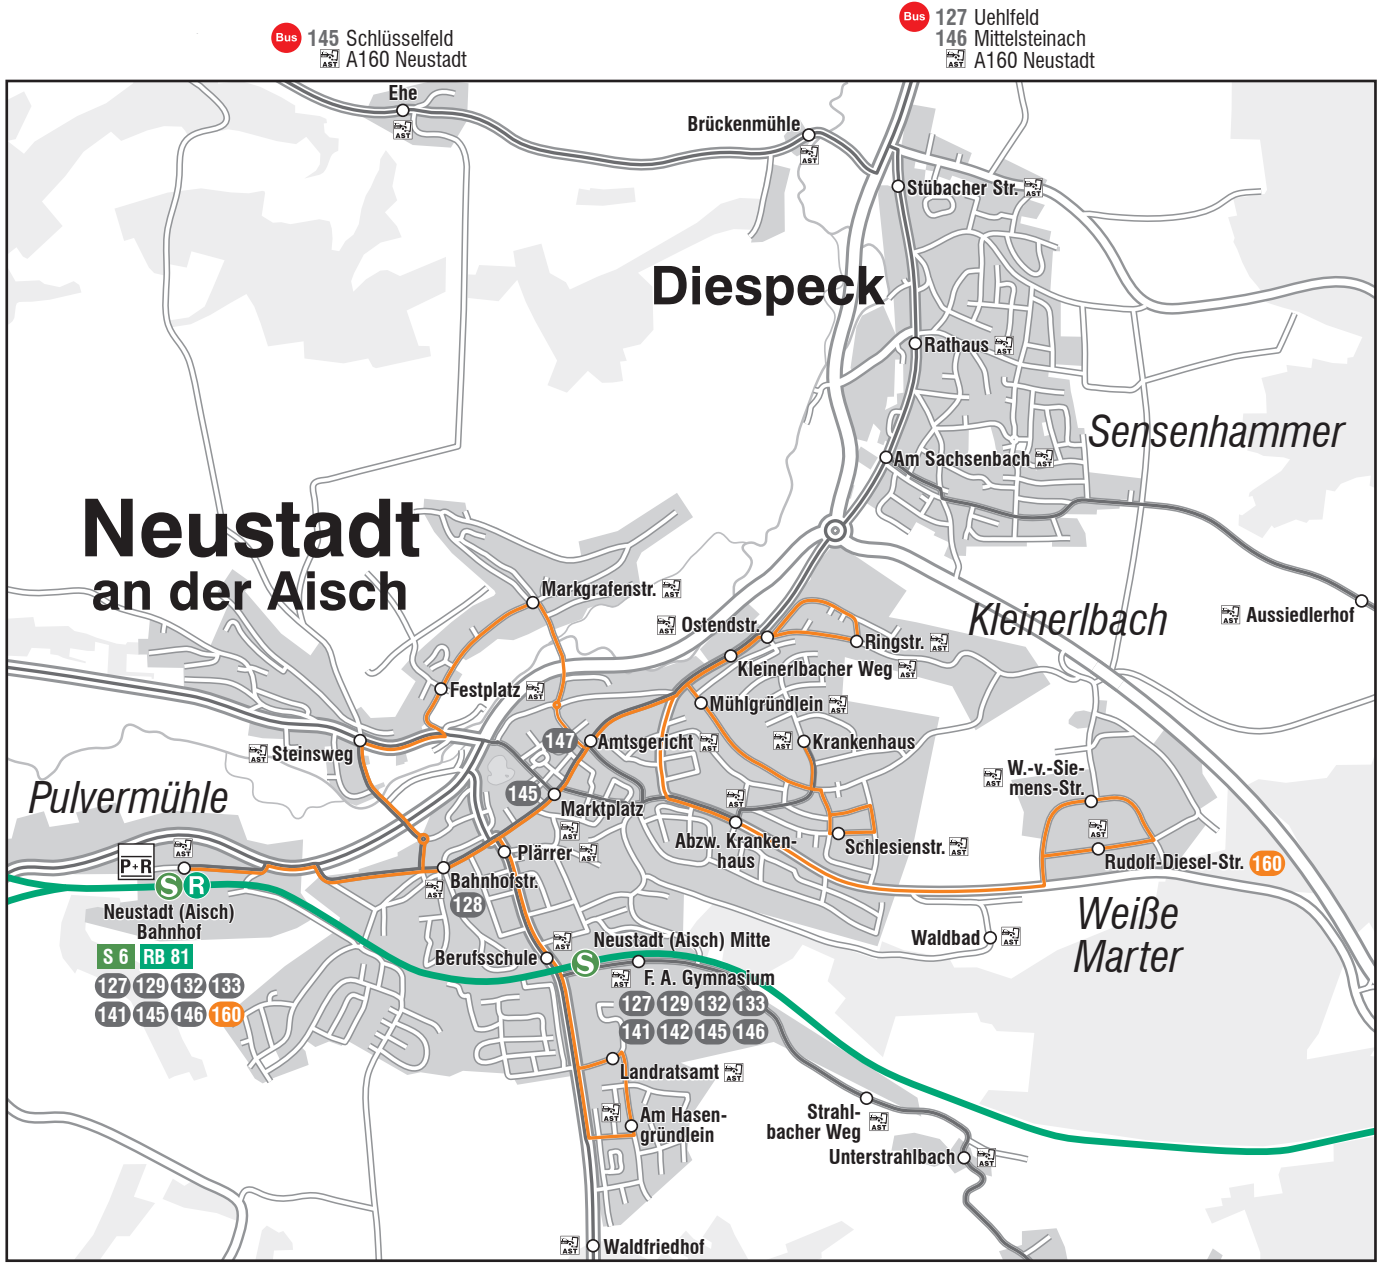 Bus 145 Schlüsselfeld
AST A160 Neustadt
Bus 127 Uehlfeld
146 Mittelsteinach
AST A160 Neustadt
Ehe
AST
Brückenmühle
AST
Stübacher Str. AST
Diespeck
Rathaus AST
Sensenhammer
Am Sachsenbach AST
Neustadt
an der Aisch
Markgrafenstr. AST
AST Ostendstr.
Kleinerlbach
AST Aussiedlerhof
Ringstr. AST
Kleinerlbacher Weg AST
Festplatz AST
Mühlgründlein AST
AST Steinsweg
147 Amtsgericht AST
AST Krankenhaus
Pulvermühle
145 Marktplatz
AST
AST
Abzw. Kranken-
haus
AST W.-v.-Sie-
mens-Str.
AST
Rudolf-Diesel-Str. 160
Schlesienstr. AST
Plärrer AST
P+R
AST
S R
Neustadt (Aisch)
Bahnhof
S 6 RB 81
127 129 132 133
141 145 146 160
Bahnhofstr.
AST
128
Weiße
Marter
Waldbad AST
AST
Berufsschule
S
Neustadt (Aisch) Mitte
AST F. A. Gymnasium
127 129 132 133
141 142 145 146
Landratsamt AST
AST Am Hasen-
gründlein
Strahl-
bacher Weg AST
Unterstrahlbach AST
AST Waldfriedhof